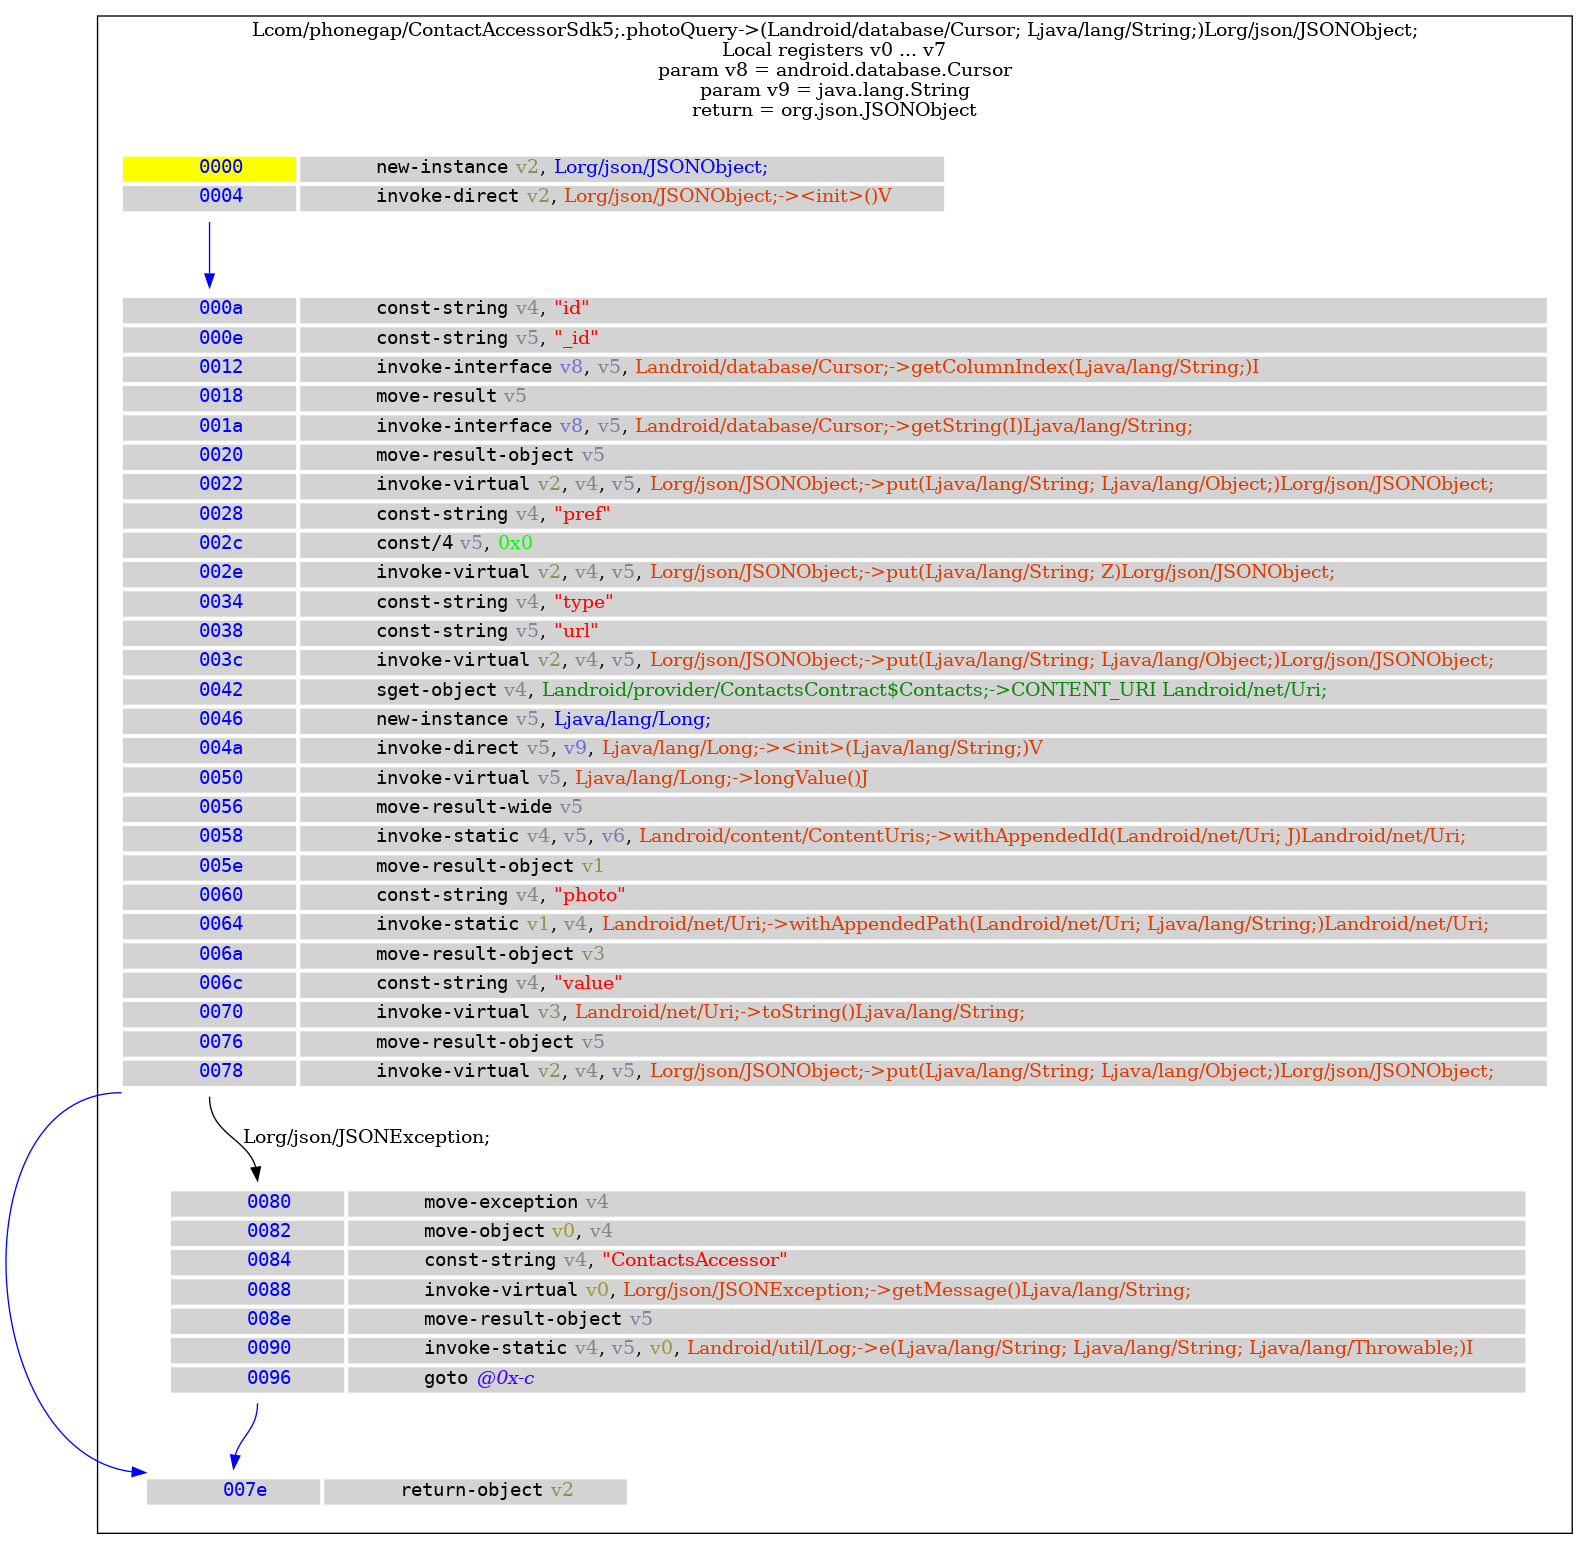 Lcom/phonegap/ContactAccessorSdk5;.photoQuery->(Landroid/database/Cursor; Ljava/lang/String;)Lorg/json/JSONObject;
Local registers v0 ... v7
param v8 = android.database.Cursor
param v9 = java.lang.String
return = org.json.JSONObject
0000 new-instance v2, Lorg/json/JSONObject;
0004 invoke-direct v2, Lorg/json/JSONObject;-><init>()V
000a const-string v4, "id"
000e const-string v5, "_id"
0012 invoke-interface v8, v5, Landroid/database/Cursor;->getColumnIndex(Ljava/lang/String;)I
0018 move-result v5
001a invoke-interface v8, v5, Landroid/database/Cursor;->getString(I)Ljava/lang/String;
0020 move-result-object v5
0022 invoke-virtual v2, v4, v5, Lorg/json/JSONObject;->put(Ljava/lang/String; Ljava/lang/Object;)Lorg/json/JSONObject;
0028 const-string v4, "pref"
002c const/4 v5, 0x0
002e invoke-virtual v2, v4, v5, Lorg/json/JSONObject;->put(Ljava/lang/String; Z)Lorg/json/JSONObject;
0034 const-string v4, "type"
0038 const-string v5, "url"
003c invoke-virtual v2, v4, v5, Lorg/json/JSONObject;->put(Ljava/lang/String; Ljava/lang/Object;)Lorg/json/JSONObject;
0042 sget-object v4, Landroid/provider/ContactsContract$Contacts;->CONTENT_URI Landroid/net/Uri;
0046 new-instance v5, Ljava/lang/Long;
004a invoke-direct v5, v9, Ljava/lang/Long;-><init>(Ljava/lang/String;)V
0050 invoke-virtual v5, Ljava/lang/Long;->longValue()J
0056 move-result-wide v5
0058 invoke-static v4, v5, v6, Landroid/content/ContentUris;->withAppendedId(Landroid/net/Uri; J)Landroid/net/Uri;
005e move-result-object v1
0060 const-string v4, "photo"
0064 invoke-static v1, v4, Landroid/net/Uri;->withAppendedPath(Landroid/net/Uri; Ljava/lang/String;)Landroid/net/Uri;
006a move-result-object v3
006c const-string v4, "value"
0070 invoke-virtual v3, Landroid/net/Uri;->toString()Ljava/lang/String;
0076 move-result-object v5
0078 invoke-virtual v2, v4, v5, Lorg/json/JSONObject;->put(Ljava/lang/String; Ljava/lang/Object;)Lorg/json/JSONObject;
Lorg/json/JSONException;
0080 move-exception v4
0082 move-object v0, v4
0084 const-string v4, "ContactsAccessor"
0088 invoke-virtual v0, Lorg/json/JSONException;->getMessage()Ljava/lang/String;
008e move-result-object v5
0090 invoke-static v4, v5, v0, Landroid/util/Log;->e(Ljava/lang/String; Ljava/lang/String; Ljava/lang/Throwable;)I
0096 goto @0x-c
007e return-object v2